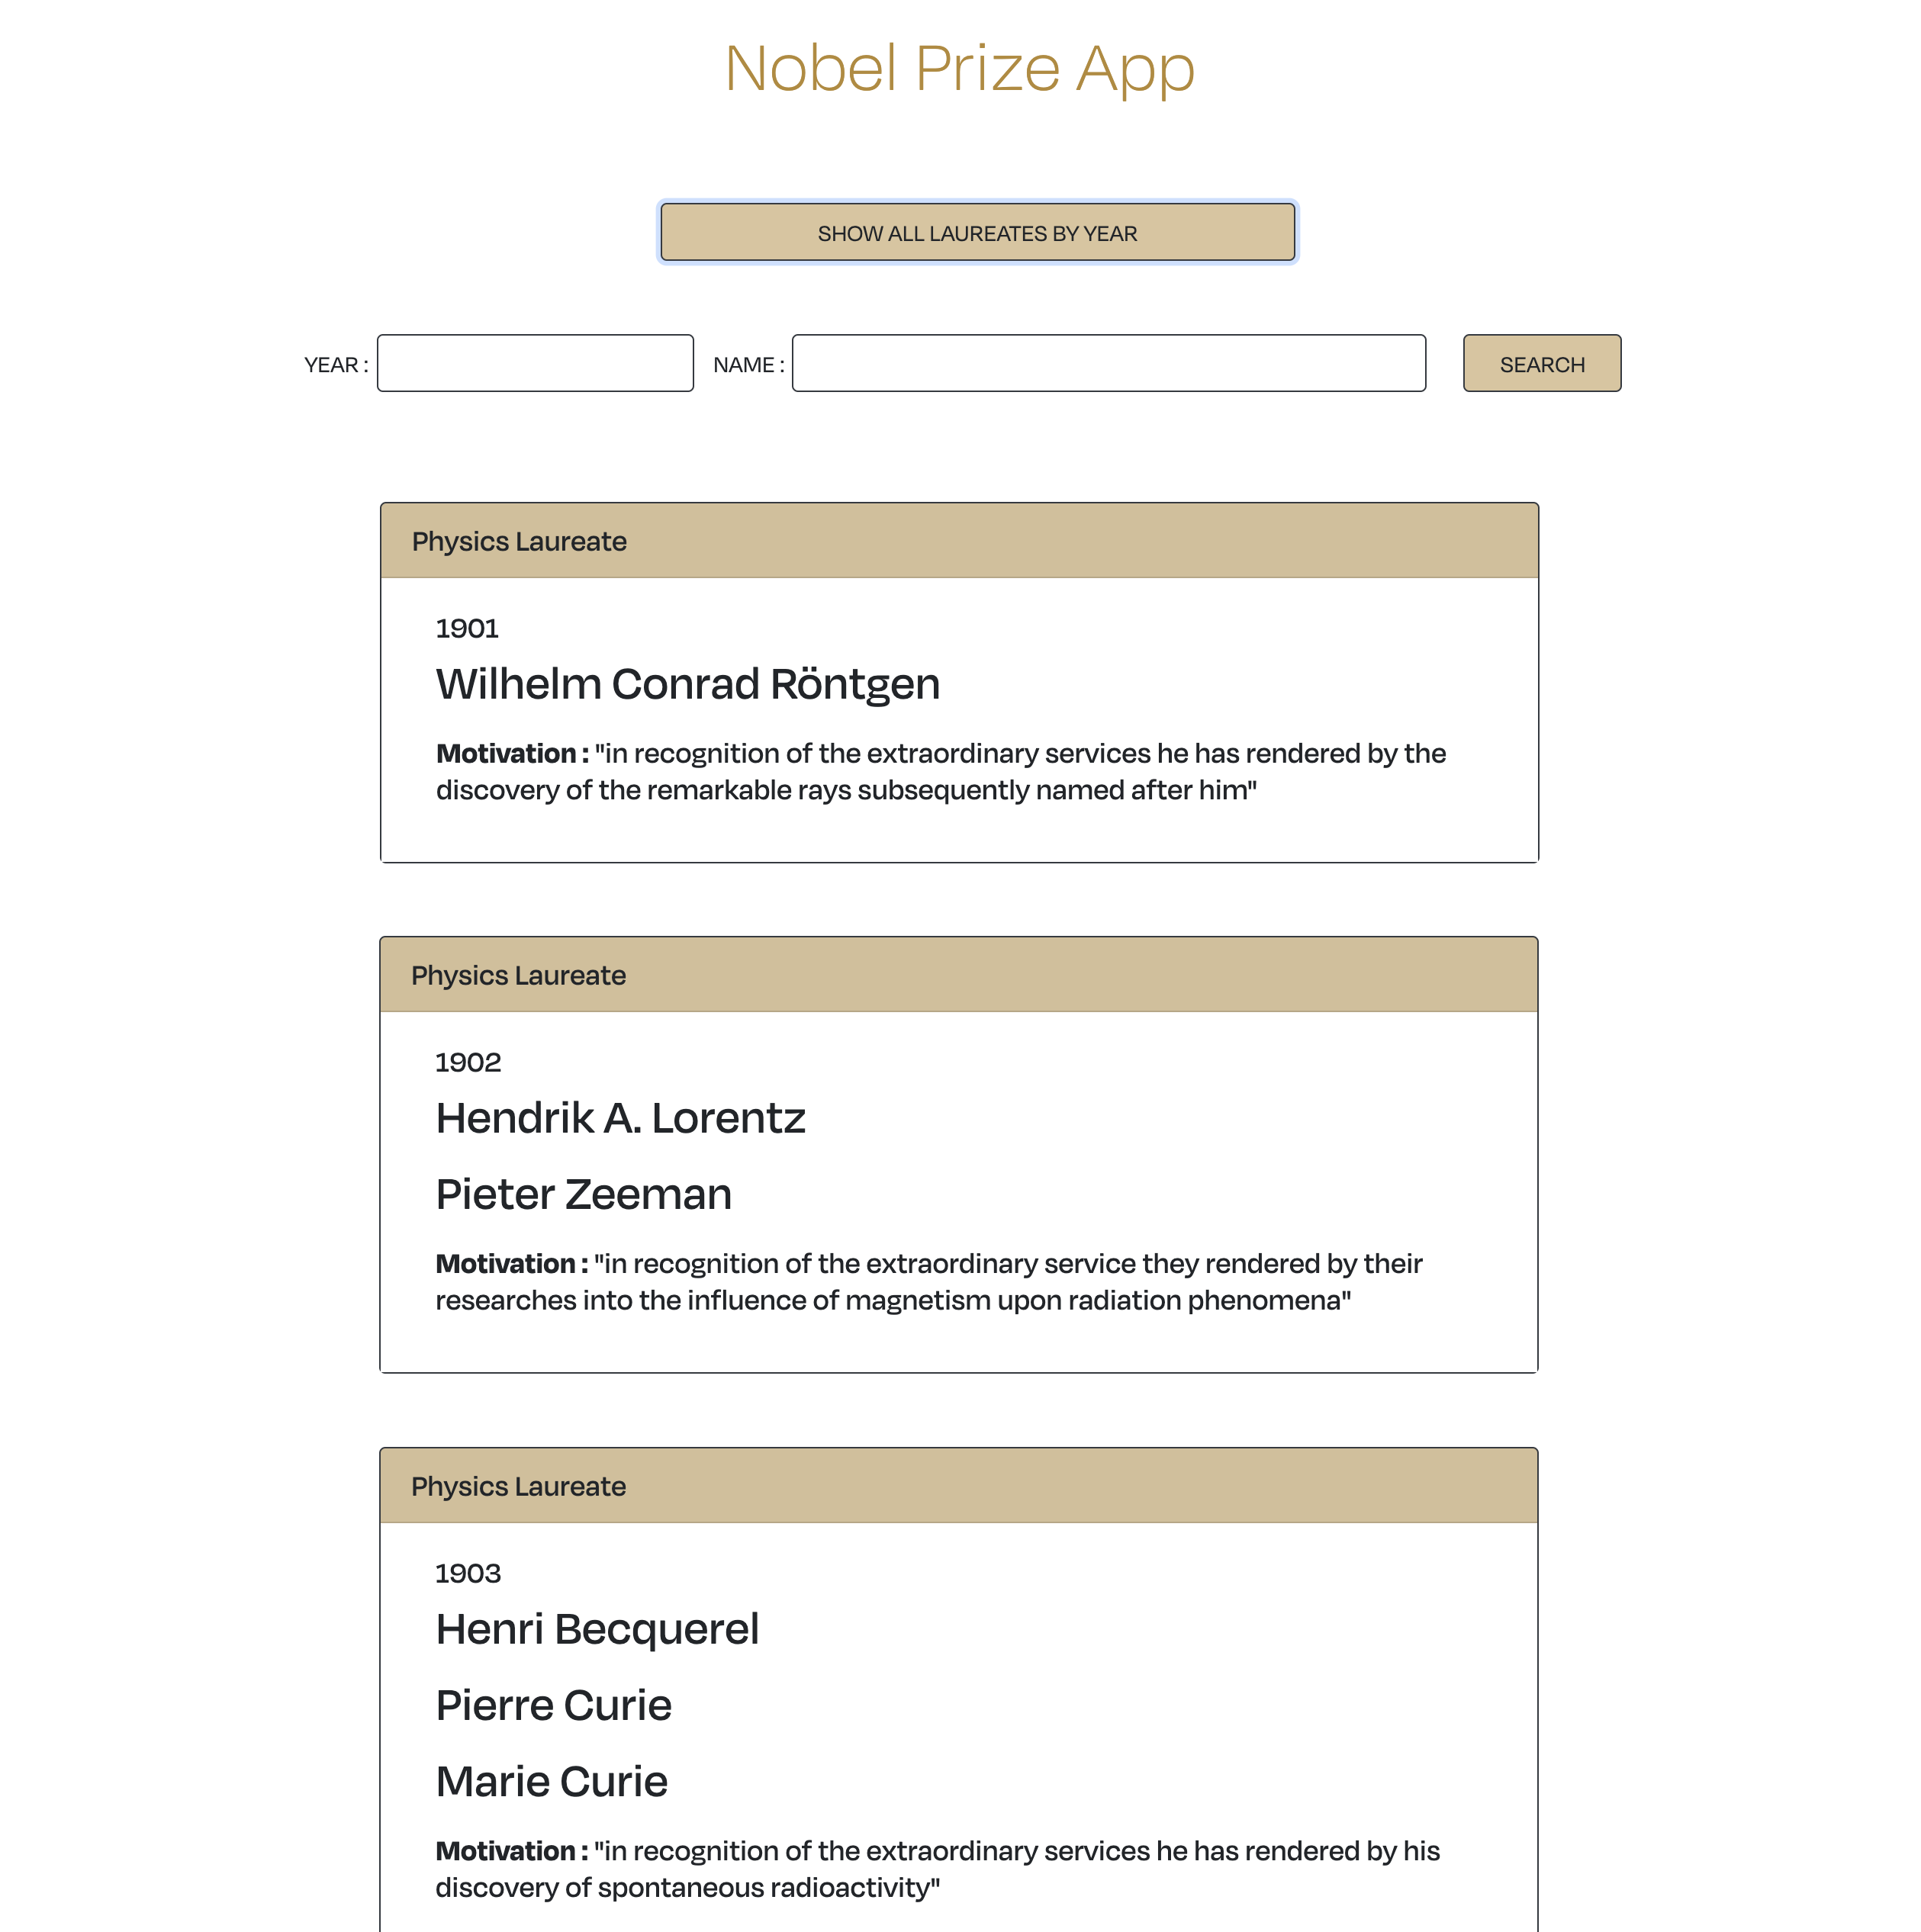 Nobel Prize App
SHOW ALL LAUREATES BY YEAR
YEAR : NAME : SEARCH
Physics Laureate
1901
Wilhelm Conrad Röntgen
Motivation : "in recognition of the extraordinary services he has rendered by the
discovery of the remarkable rays subsequently named after him"
Physics Laureate
1902
Hendrik A. Lorentz
Pieter Zeeman
Motivation : "in recognition of the extraordinary service they rendered by their
researches into the influence of magnetism upon radiation phenomena"
Physics Laureate
1903
Henri Becquerel
Pierre Curie
Marie Curie
Motivation : "in recognition of the extraordinary services he has rendered by his
discovery of spontaneous radioactivity"